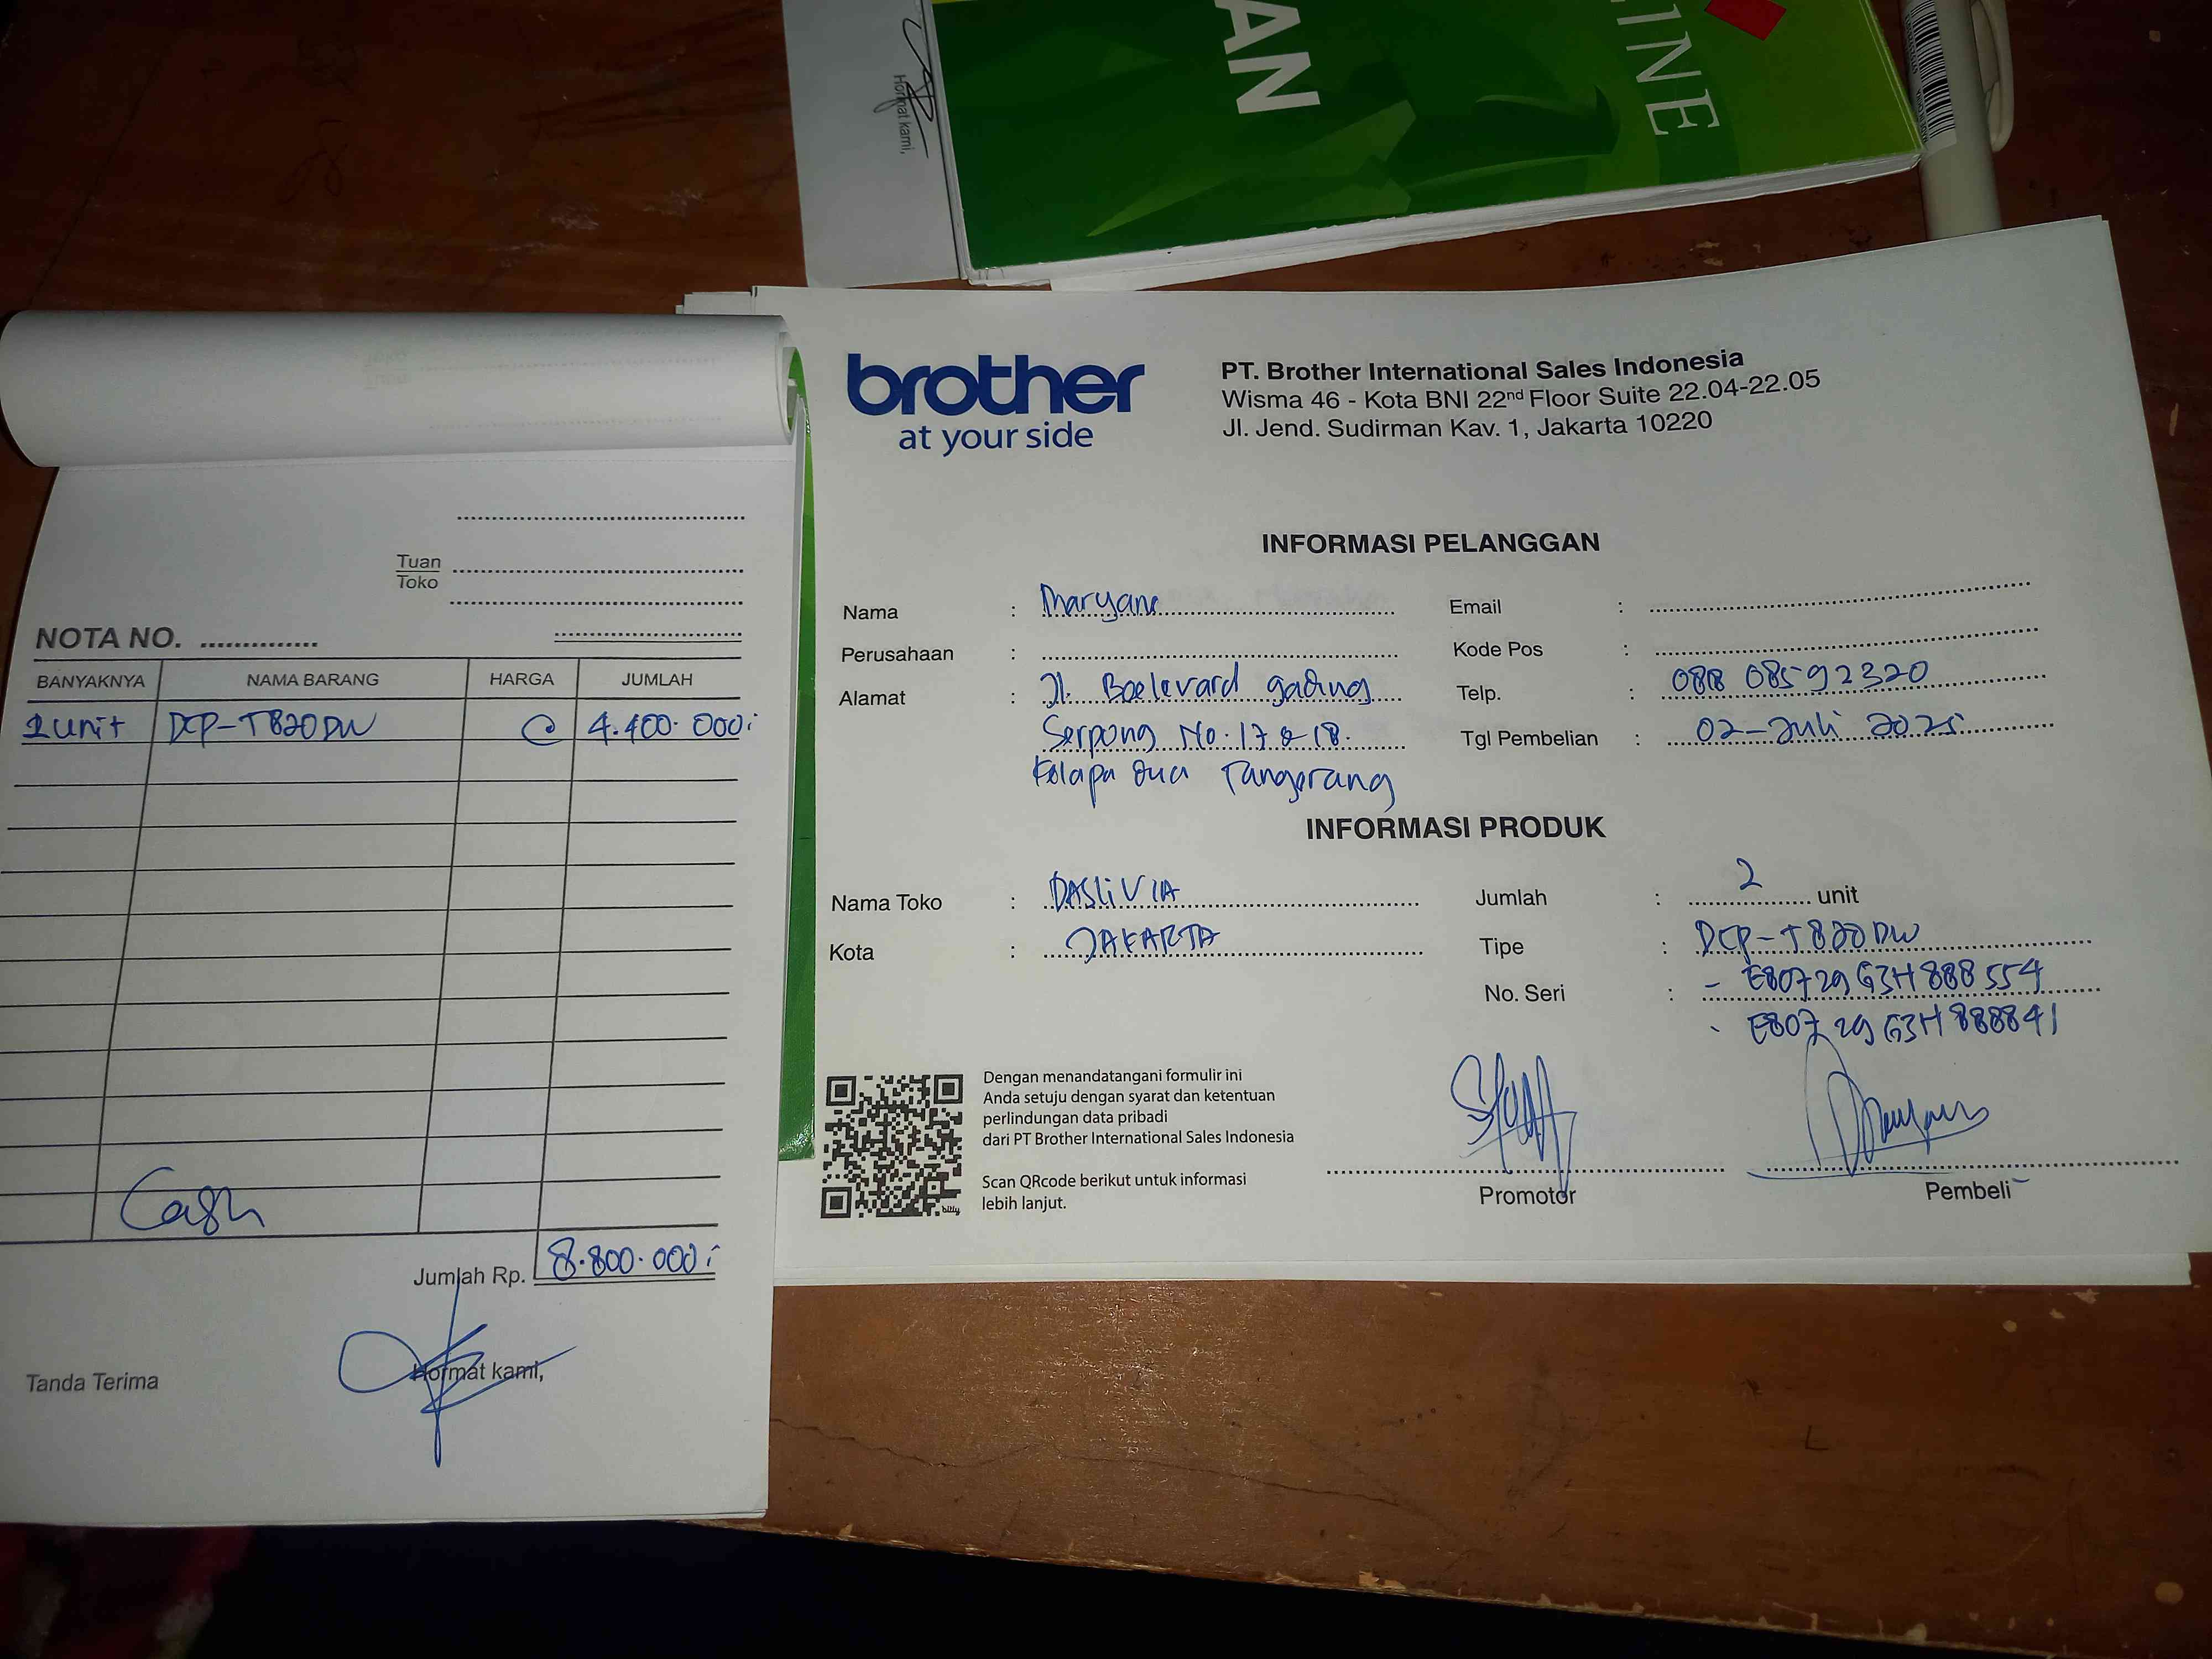 AN
INE
Hormat kami,
Tuan
Toko
NOTA NO. ..............
BANYAKNYA NAMA BARANG HARGA JUMLAH
2 unit DCP-T820DW @ 4.400.000
Cash
Jumlah Rp. 8.800.000
Tanda Terima Hormat kami,
brother
at your side
PT. Brother International Sales Indonesia
Wisma 46 - Kota BNI 22nd Floor Suite 22.04-22.05
Jl. Jend. Sudirman Kav. 1, Jakarta 10220
INFORMASI PELANGGAN
Nama : Maryane
Perusahaan :
Alamat : Jl. Boelevard gading
Serpong No. 17 & 18.
Kelapa dua Tangerang
Email :
Kode Pos :
Telp. : 088 08592320
Tgl Pembelian : 02-Juli 2025
INFORMASI PRODUK
Nama Toko : DASLIVIA
Kota : JAKARTA
Jumlah : 2 unit
Tipe : DCP-T820DW
No. Seri : - E80729G3H888554
- E80729G3H888841
Dengan menandatangani formulir ini
Anda setuju dengan syarat dan ketentuan
perlindungan data pribadi
dari PT Brother International Sales Indonesia
Scan QRcode berikut untuk informasi
lebih lanjut.
bitly
Promotor
Pembeli